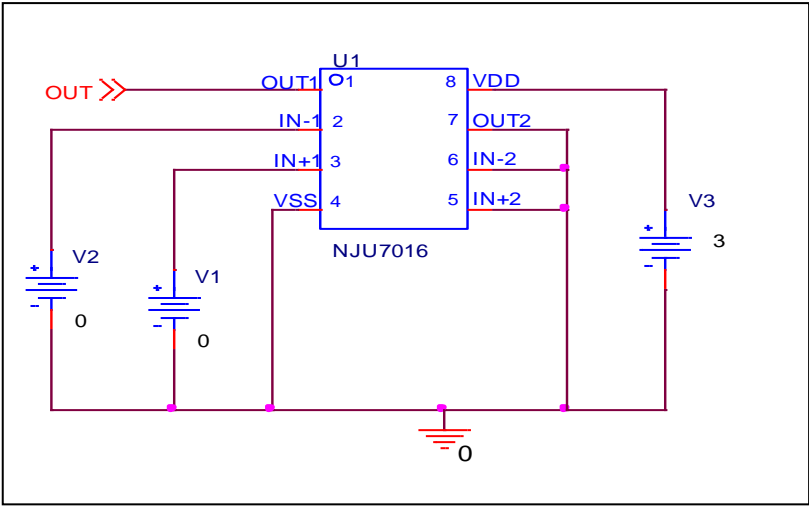 U1
OUT
OUT1
1
8
VDD
IN-1
2
7
OUT2
IN+1
3
6
IN-2
VSS
4
5
IN+2
NJU7016
V3
+
3
-
V2
+
0
-
V1
+
0
-
0